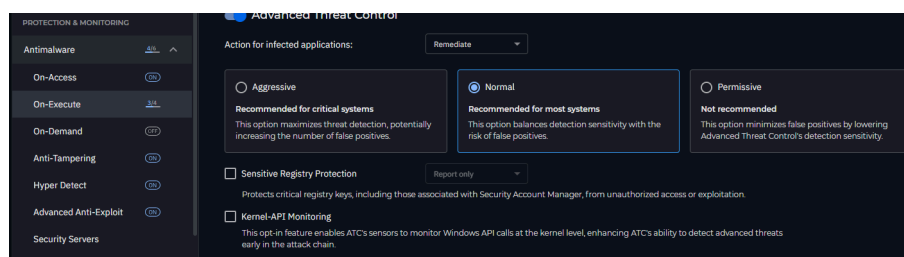 PROTECTION & MONITORING
Antimalware 4/6
On-Access ON
On-Execute 3/4
On-Demand OFF
Anti-Tampering ON
Hyper Detect ON
Advanced Anti-Exploit ON
Security Servers
Advanced Threat Control
Action for infected applications: Remediate
Aggressive
Recommended for critical systems
This option maximizes threat detection, potentially
increasing the number of false positives.
Normal
Recommended for most systems
This option balances detection sensitivity with the
risk of false positives.
Permissive
Not recommended
This option minimizes false positives by lowering
Advanced Threat Control's detection sensitivity.
Sensitive Registry Protection Report only
Protects critical registry keys, including those associated with Security Account Manager, from unauthorized access or exploitation.
Kernel-API Monitoring
This opt-in feature enables ATC's sensors to monitor Windows API calls at the kernel level, enhancing ATC's ability to detect advanced threats
early in the attack chain.